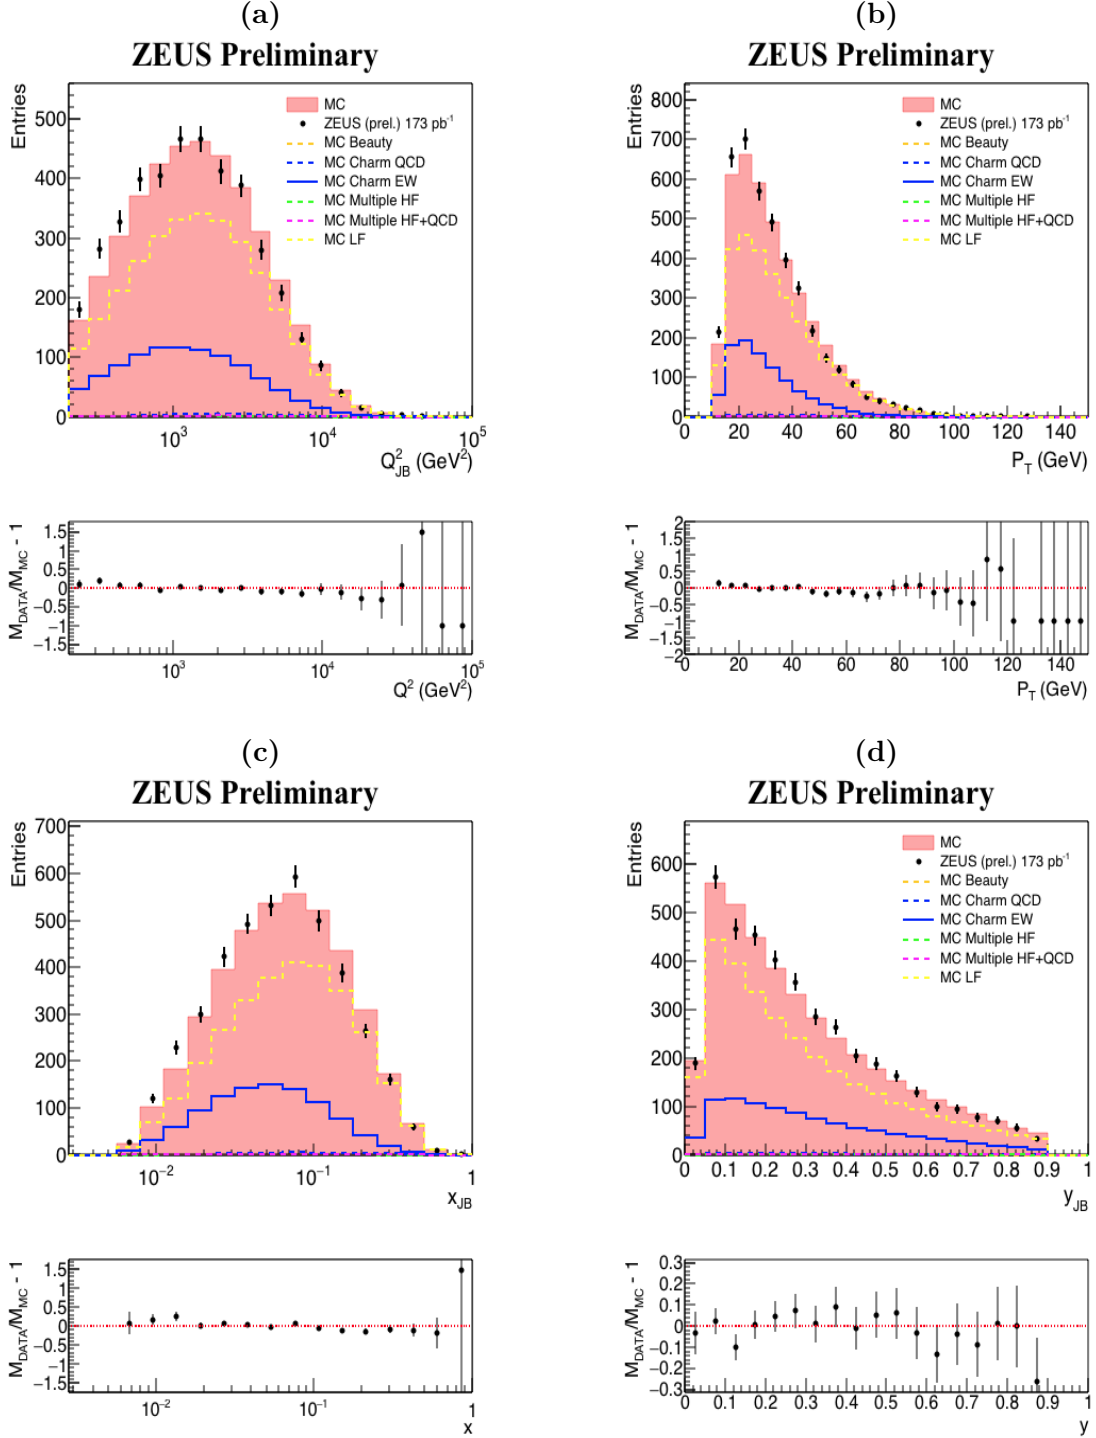 (a)
ZEUS Preliminary
Entries
500
400
300
200
100
0
MC
ZEUS (prel.) 173 pb⁻¹
MC Beauty
MC Charm QCD
MC Charm EW
MC Multiple HF
MC Multiple HF+QCD
MC LF
10³ 10⁴ 10⁵
Q²JB (GeV²)
MDATA/MMC - 1
1.5
1
0.5
0
−0.5
−1
−1.5
10³ 10⁴ 10⁵
Q² (GeV²)
(b)
ZEUS Preliminary
Entries
800
700
600
500
400
300
200
100
0
MC
ZEUS (prel.) 173 pb⁻¹
MC Beauty
MC Charm QCD
MC Charm EW
MC Multiple HF
MC Multiple HF+QCD
MC LF
0 20 40 60 80 100 120 140
PT (GeV)
MDATA/MMC - 1
2
1.5
1
0.5
0
−0.5
−1
−1.5
−2
0 20 40 60 80 100 120 140
PT (GeV)
(c)
ZEUS Preliminary
Entries
700
600
500
400
300
200
100
0
10⁻² 10⁻¹ 1
xJB
MDATA/MMC - 1
1.5
1
0.5
0
−0.5
−1
−1.5
10⁻² 10⁻¹ 1
x
(d)
ZEUS Preliminary
Entries
600
500
400
300
200
100
0
MC
ZEUS (prel.) 173 pb⁻¹
MC Beauty
MC Charm QCD
MC Charm EW
MC Multiple HF
MC Multiple HF+QCD
MC LF
0 0.1 0.2 0.3 0.4 0.5 0.6 0.7 0.8 0.9 1
yJB
MDATA/MMC - 1
0.3
0.2
0.1
0
−0.1
−0.2
−0.3
0 0.1 0.2 0.3 0.4 0.5 0.6 0.7 0.8 0.9 1
y